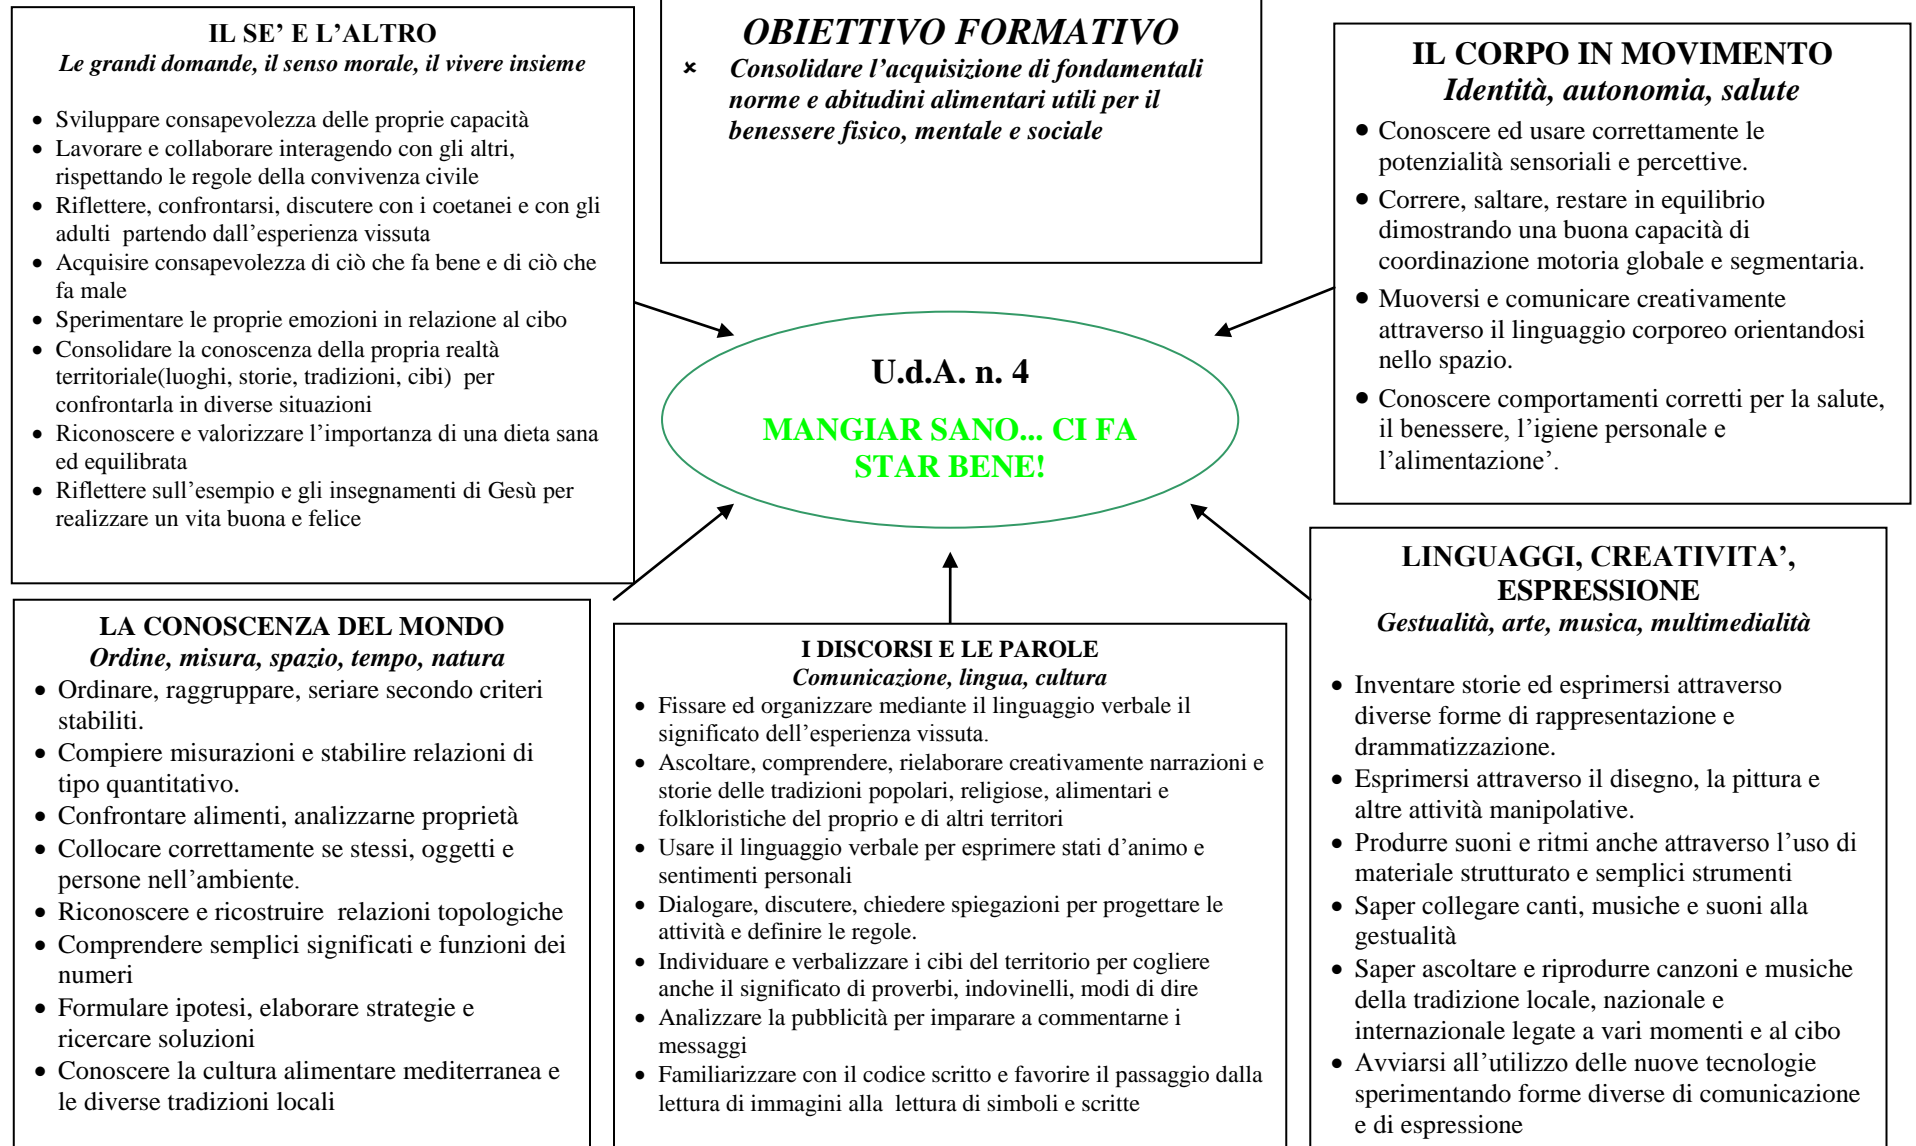 IL SE’ E L’ALTRO
Le grandi domande, il senso morale, il vivere insieme
• Sviluppare consapevolezza delle proprie capacità
• Lavorare e collaborare interagendo con gli altri,
rispettando le regole della convivenza civile
• Riflettere, confrontarsi, discutere con i coetanei e con gli
adulti  partendo dall’esperienza vissuta
• Acquisire consapevolezza di ciò che fa bene e di ciò che
fa male
• Sperimentare le proprie emozioni in relazione al cibo
• Consolidare la conoscenza della propria realtà
territoriale(luoghi, storie, tradizioni, cibi)  per
confrontarla in diverse situazioni
• Riconoscere e valorizzare l’importanza di una dieta sana
ed equilibrata
• Riflettere sull’esempio e gli insegnamenti di Gesù per
realizzare un vita buona e felice
OBIETTIVO FORMATIVO
× Consolidare l’acquisizione di fondamentali
norme e abitudini alimentari utili per il
benessere fisico, mentale e sociale
IL CORPO IN MOVIMENTO
Identità, autonomia, salute
• Conoscere ed usare correttamente le
potenzialità sensoriali e percettive.
• Correre, saltare, restare in equilibrio
dimostrando una buona capacità di
coordinazione motoria globale e segmentaria.
• Muoversi e comunicare creativamente
attraverso il linguaggio corporeo orientandosi
nello spazio.
• Conoscere comportamenti corretti per la salute,
il benessere, l’igiene personale e
l’alimentazione’.
U.d.A. n. 4
MANGIAR SANO... CI FA
STAR BENE!
LA CONOSCENZA DEL MONDO
Ordine, misura, spazio, tempo, natura
• Ordinare, raggruppare, seriare secondo criteri
stabiliti.
• Compiere misurazioni e stabilire relazioni di
tipo quantitativo.
• Confrontare alimenti, analizzarne proprietà
• Collocare correttamente se stessi, oggetti e
persone nell’ambiente.
• Riconoscere e ricostruire  relazioni topologiche
• Comprendere semplici significati e funzioni dei
numeri
• Formulare ipotesi, elaborare strategie e
ricercare soluzioni
• Conoscere la cultura alimentare mediterranea e
le diverse tradizioni locali
I DISCORSI E LE PAROLE
Comunicazione, lingua, cultura
• Fissare ed organizzare mediante il linguaggio verbale il
significato dell’esperienza vissuta.
• Ascoltare, comprendere, rielaborare creativamente narrazioni e
storie delle tradizioni popolari, religiose, alimentari e
folkloristiche del proprio e di altri territori
• Usare il linguaggio verbale per esprimere stati d’animo e
sentimenti personali
• Dialogare, discutere, chiedere spiegazioni per progettare le
attività e definire le regole.
• Individuare e verbalizzare i cibi del territorio per cogliere
anche il significato di proverbi, indovinelli, modi di dire
• Analizzare la pubblicità per imparare a commentarne i
messaggi
• Familiarizzare con il codice scritto e favorire il passaggio dalla
lettura di immagini alla  lettura di simboli e scritte
LINGUAGGI, CREATIVITA’,
ESPRESSIONE
Gestualità, arte, musica, multimedialità
• Inventare storie ed esprimersi attraverso
diverse forme di rappresentazione e
drammatizzazione.
• Esprimersi attraverso il disegno, la pittura e
altre attività manipolative.
• Produrre suoni e ritmi anche attraverso l’uso di
materiale strutturato e semplici strumenti
• Saper collegare canti, musiche e suoni alla
gestualità
• Saper ascoltare e riprodurre canzoni e musiche
della tradizione locale, nazionale e
internazionale legate a vari momenti e al cibo
• Avviarsi all’utilizzo delle nuove tecnologie
sperimentando forme diverse di comunicazione
e di espressione